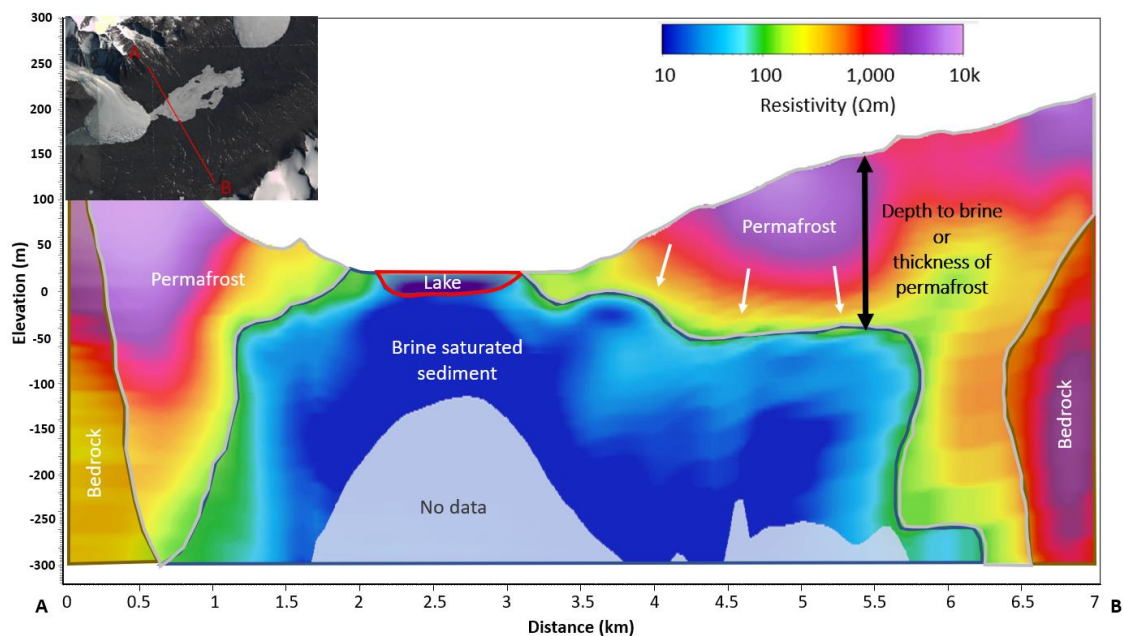 300
250
200
150
100
50
0
-50
-100
-150
-200
-250
-300
Elevation (m)
A
B
10
100
1,000
10k
Resistivity (Ωm)
Permafrost
Permafrost
Depth to brine
or
thickness of
permafrost
Lake
Brine saturated
sediment
Bedrock
Bedrock
No data
A
0
0.5
1
1.5
2
2.5
3
3.5
4
4.5
5
5.5
6
6.5
7
B
Distance (km)